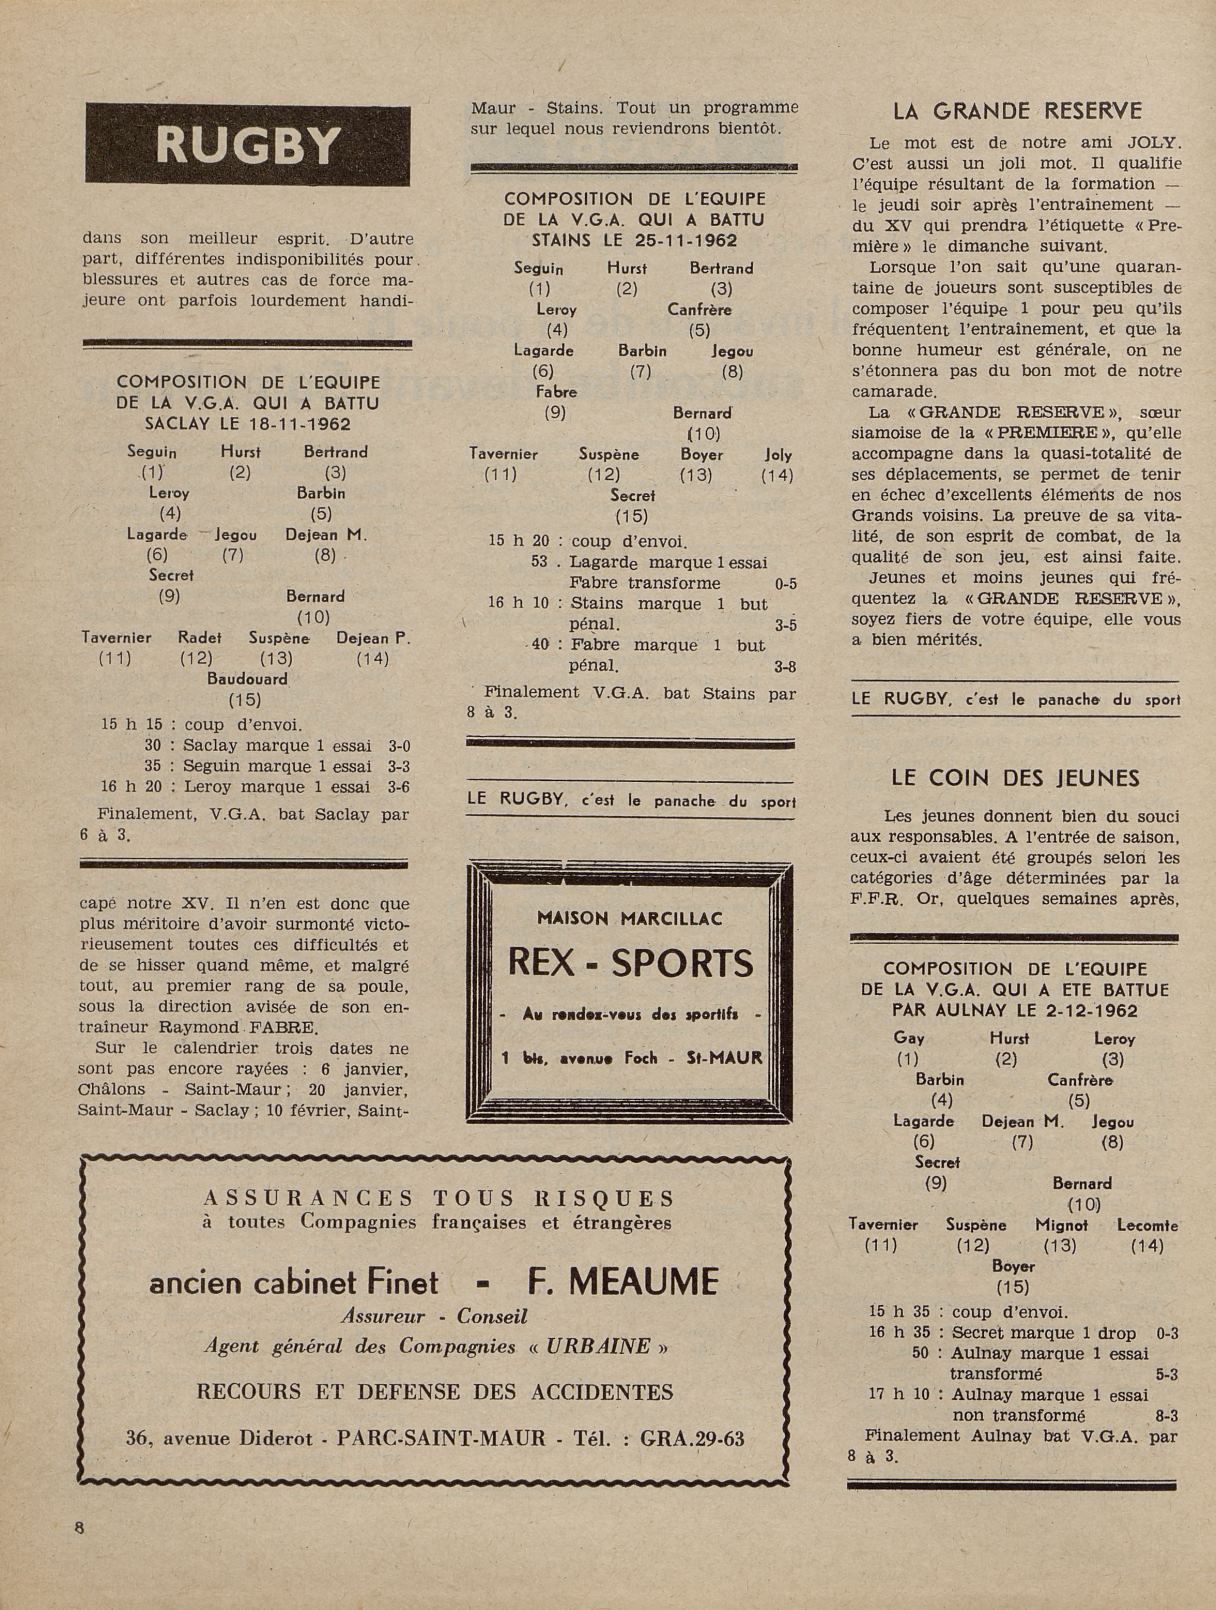 RUGBY
dans son meilleur esprit. D'autre
part, différentes indisponibilités pour
blessures et autres cas de force ma-
jeure ont parfois lourdement handi-
COMPOSITION DE L'EQUIPE
DE LA V.G.A. QUI A BATTU
SACLAY LE 18-11-1962
Seguin Hurst Bertrand
(1) (2) (3)
Leroy Barbin
(4) (5)
Lagarde Jegou Dejean M.
(6) (7) (8)
Secret
(9) Bernard
(10)
Tavernier Radet Suspène Dejean P.
(11) (12) (13) (14)
Baudouard
(15)
15 h 15 : coup d'envoi.
30 : Saclay marque 1 essai 3-0
35 : Seguin marque 1 essai 3-3
16 h 20 : Leroy marque 1 essai 3-6
Finalement, V.G.A. bat Saclay par
6 à 3.
capé notre XV. Il n'en est donc que
plus méritoire d'avoir surmonté victo-
rieusement toutes ces difficultés et
de se hisser quand même, et malgré
tout, au premier rang de sa poule,
sous la direction avisée de son en-
traîneur Raymond FABRE.
Sur le calendrier trois dates ne
sont pas encore rayées : 6 janvier,
Châlons - Saint-Maur ; 20 janvier,
Saint-Maur - Saclay ; 10 février, Saint-
Maur - Stains. Tout un programme
sur lequel nous reviendrons bientôt.
COMPOSITION DE L'EQUIPE
DE LA V.G.A. QUI A BATTU
STAINS LE 25-11-1962
Seguin Hurst Bertrand
(1) (2) (3)
Leroy Canfrère
(4) (5)
Lagarde Barbin Jegou
(6) (7) (8)
Fabre
(9) Bernard
(10)
Tavernier Suspène Boyer Joly
(11) (12) (13) (14)
Secret
(15)
15 h 20 : coup d'envoi.
53 . Lagarde marque 1 essai
Fabre transforme 0-5
16 h 10 : Stains marque 1 but
pénal. 3-5
40 : Fabre marque 1 but
pénal. 3-8
Finalement V.G.A. bat Stains par
8 à 3.
LE RUGBY, c'est le panache du sport
MAISON MARCILLAC
REX - SPORTS
- Au rendez-vous des sportifs -
1 bis, avenue Foch - St-MAUR
ASSURANCES TOUS RISQUES
à toutes Compagnies françaises et étrangères
ancien cabinet Finet - F. MEAUME
Assureur - Conseil
Agent général des Compagnies « URBAINE »
RECOURS ET DEFENSE DES ACCIDENTES
36, avenue Diderot - PARC-SAINT-MAUR - Tél. : GRA.29-63
LA GRANDE RESERVE
Le mot est de notre ami JOLY.
C'est aussi un joli mot. Il qualifie
l'équipe résultant de la formation —
le jeudi soir après l'entraînement —
du XV qui prendra l'étiquette « Pre-
mière » le dimanche suivant.
Lorsque l'on sait qu'une quaran-
taine de joueurs sont susceptibles de
composer l'équipe 1 pour peu qu'ils
fréquentent l'entraînement, et que la
bonne humeur est générale, on ne
s'étonnera pas du bon mot de notre
camarade.
La « GRANDE RESERVE », sœur
siamoise de la « PREMIERE », qu'elle
accompagne dans la quasi-totalité de
ses déplacements, se permet de tenir
en échec d'excellents éléments de nos
Grands voisins. La preuve de sa vita-
lité, de son esprit de combat, de la
qualité de son jeu, est ainsi faite.
Jeunes et moins jeunes qui fré-
quentez la « GRANDE RESERVE »,
soyez fiers de votre équipe, elle vous
a bien mérités.
LE RUGBY, c'est le panache du sport
LE COIN DES JEUNES
Les jeunes donnent bien du souci
aux responsables. A l'entrée de saison,
ceux-ci avaient été groupés selon les
catégories d'âge déterminées par la
F.F.R. Or, quelques semaines après,
COMPOSITION DE L'EQUIPE
DE LA V.G.A. QUI A ETE BATTUE
PAR AULNAY LE 2-12-1962
Gay Hurst Leroy
(1) (2) (3)
Barbin Canfrère
(4) (5)
Lagarde Dejean M. Jegou
(6) (7) (8)
Secret
(9) Bernard
(10)
Tavernier Suspène Mignot Lecomte
(11) (12) (13) (14)
Boyer
(15)
15 h 35 : coup d'envoi.
16 h 35 : Secret marque 1 drop 0-3
50 : Aulnay marque 1 essai
transformé 5-3
17 h 10 : Aulnay marque 1 essai
non transformé 8-3
Finalement Aulnay bat V.G.A. par
8 à 3.
8